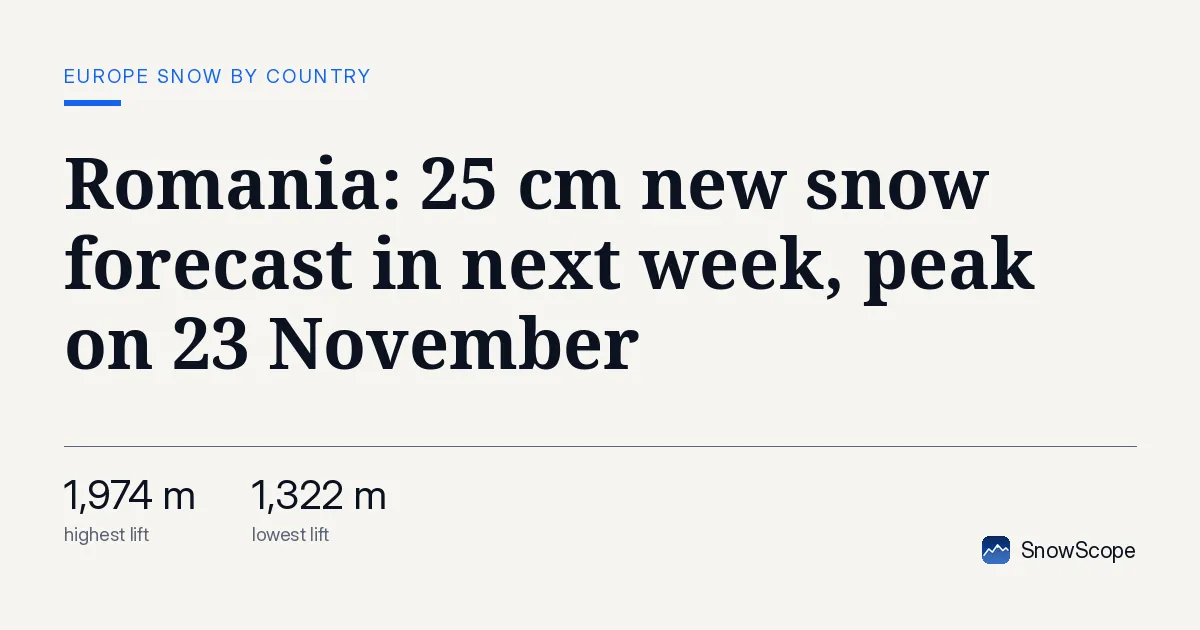 EUROPE SNOW BY COUNTRY
Romania: 25 cm new snow
forecast in next week, peak
on 23 November
1,974 m
highest lift
1,322 m
lowest lift
SnowScope